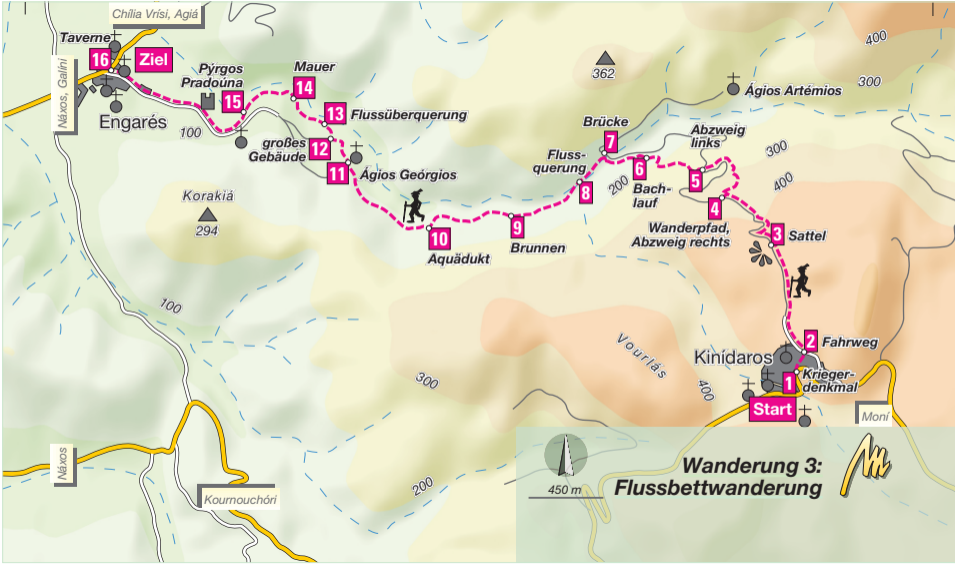 Chília Vrísi, Agiá
Taverne
16
Ziel
Náxos, Galíni
Engarés
100
Pýrgos
Pradoúna
15
Mauer
14
13
Flussüberquerung
großes
Gebäude
12
11
Ágios Geórgios
Korakiá
294
10
Aquädukt
9
Brunnen
Fluss-
querung
8
Brücke
7
200
6
Bach-
lauf
362
Ágios Artémios
400
300
Abzweig
links
5
300
400
4
Wanderpfad,
Abzweig rechts
3
Sattel
2
Fahrweg
Kinídaros
1
Krieger-
denkmal
Start
Moní
Vourlás
400
300
200
100
Náxos
Kournouchóri
450 m
Wanderung 3:
Flussbettwanderung